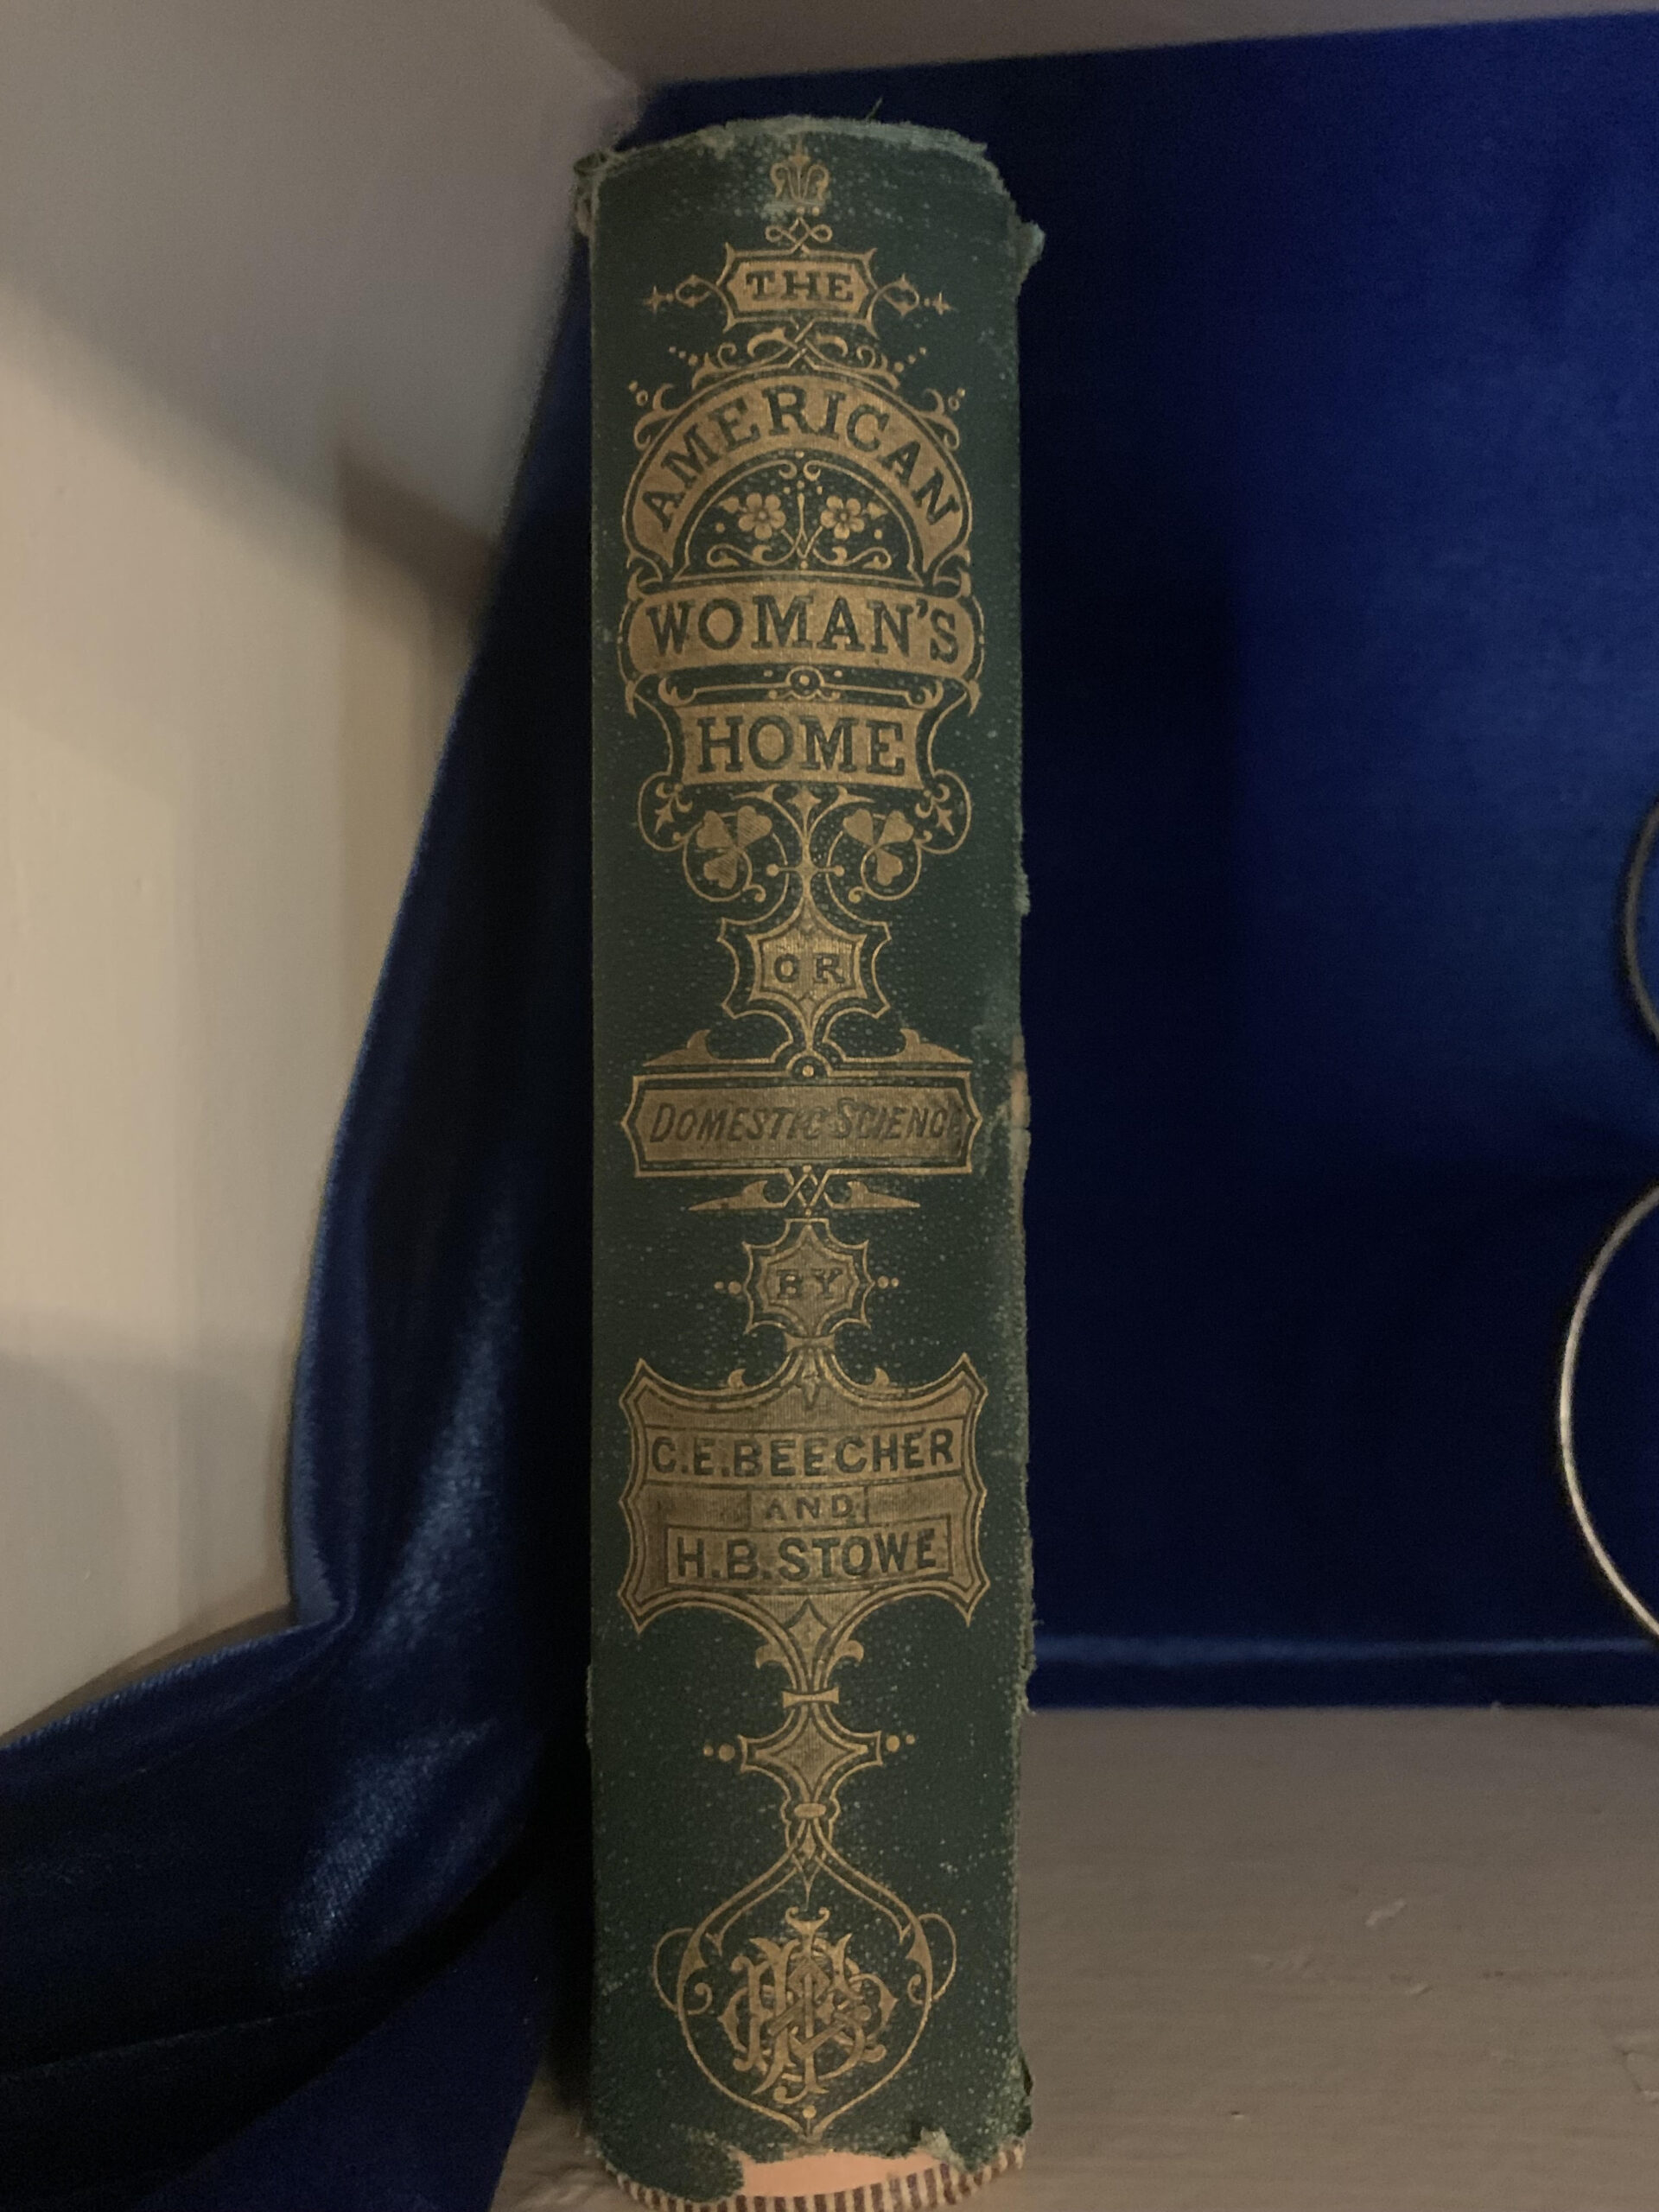 THE
AMERICAN
WOMAN'S
HOME
OR
DOMESTIC SCIENCE
BY
C.E.BEECHER
AND
H.B.STOWE